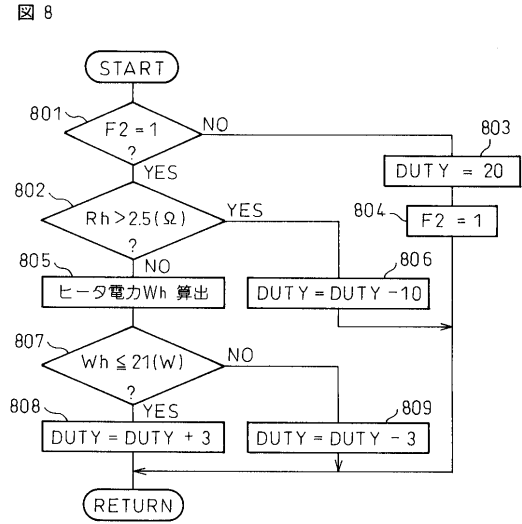 図 8
START
801
F2 = 1
?
NO
YES
803
DUTY = 20
804
F2 = 1
802
Rh > 2.5 (Ω)
?
YES
NO
805
ヒータ電力Wh 算出
806
DUTY = DUTY - 10
807
Wh ≦ 21(W)
?
NO
YES
808
DUTY = DUTY + 3
809
DUTY = DUTY - 3
RETURN